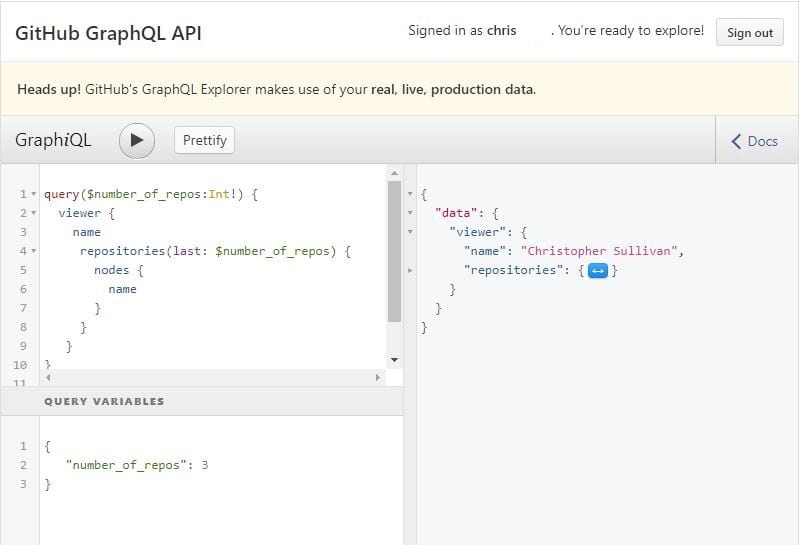 GitHub GraphQL API
Signed in as chris . You're ready to explore!
Sign out
Heads up! GitHub's GraphQL Explorer makes use of your real, live, production data.
GraphiQL
Prettify
Docs
1 query($number_of_repos:Int!) {
2 viewer {
3 name
4 repositories(last: $number_of_repos) {
5 nodes {
6 name
7 }
8 }
9 }
10 }
11
{
"data": {
"viewer": {
"name": "Christopher Sullivan",
"repositories": {↔}
}
}
}
QUERY VARIABLES
1 {
2 "number_of_repos": 3
3 }